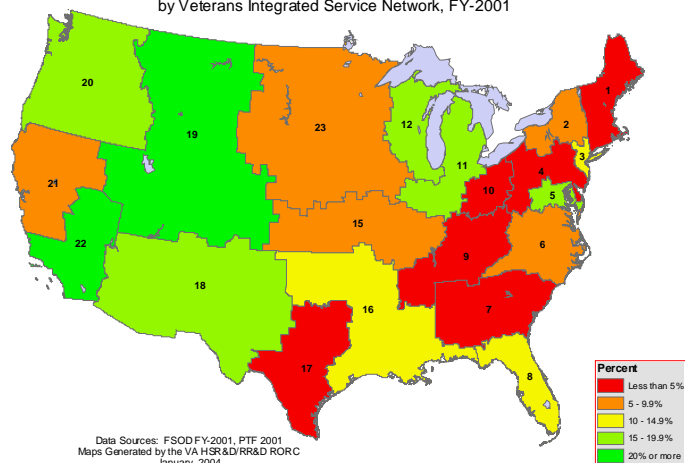 by Veterans Integrated Service Network, FY-2001
1
20
2
23
12
19
3
11
4
21
10
5
15
22
6
9
18
16
7
17
8
Percent
Less than 5%
5 - 9.9%
10 - 14.9%
15 - 19.9%
20% or more
Data Sources: FSOD FY-2001, PTF 2001
Maps Generated by the VA HSR&D/RR&D RORC
January, 2004